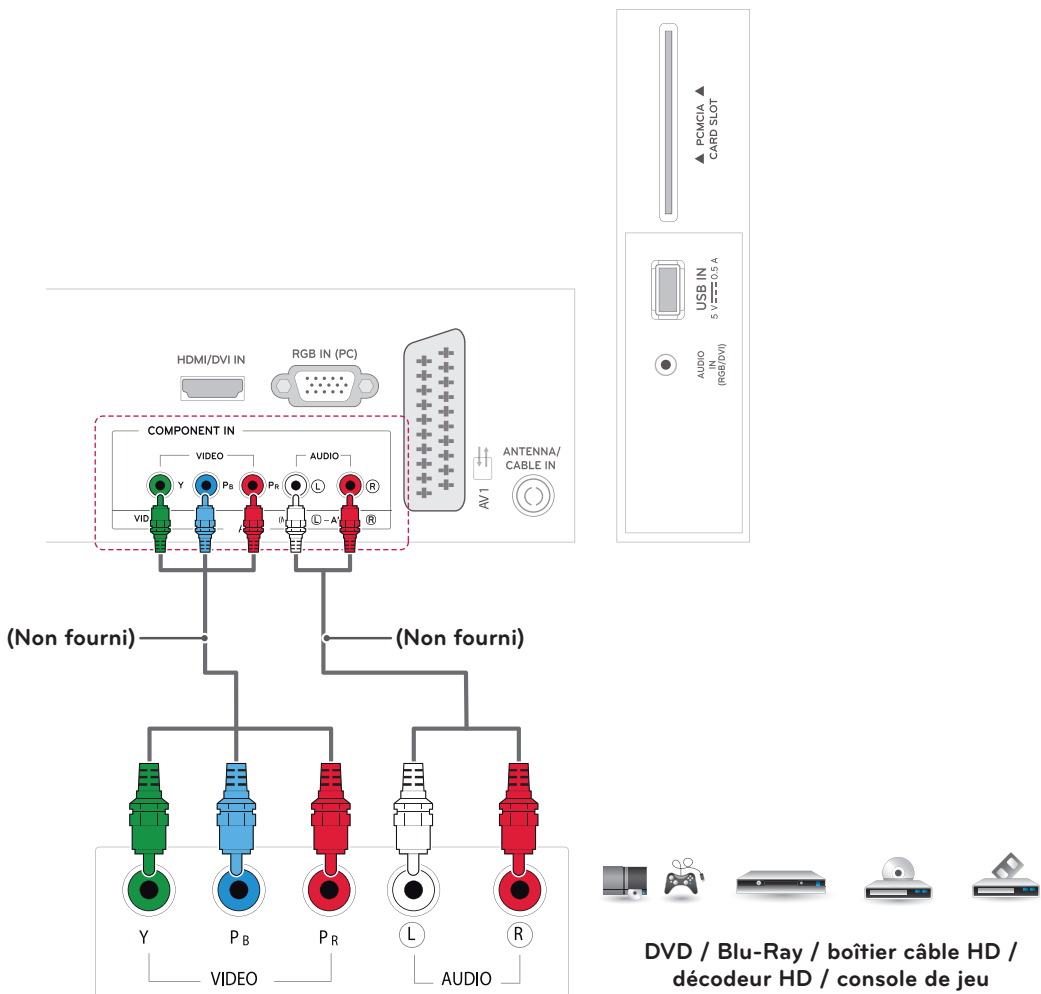 ▲ PCMCIA ▲
CARD SLOT
USB IN
5 V 0.5 A
AUDIO
IN
(RGB/DVI)
HDMI/DVI IN
RGB IN (PC)
COMPONENT IN
VIDEO
AUDIO
Y
PB
PR
L
R
VID
L - A
R
AV 1
ANTENNA/
CABLE IN
(Non fourni)
(Non fourni)
Y
PB
PR
L
R
VIDEO
AUDIO
DVD / Blu-Ray / boîtier câble HD /
décodeur HD / console de jeu